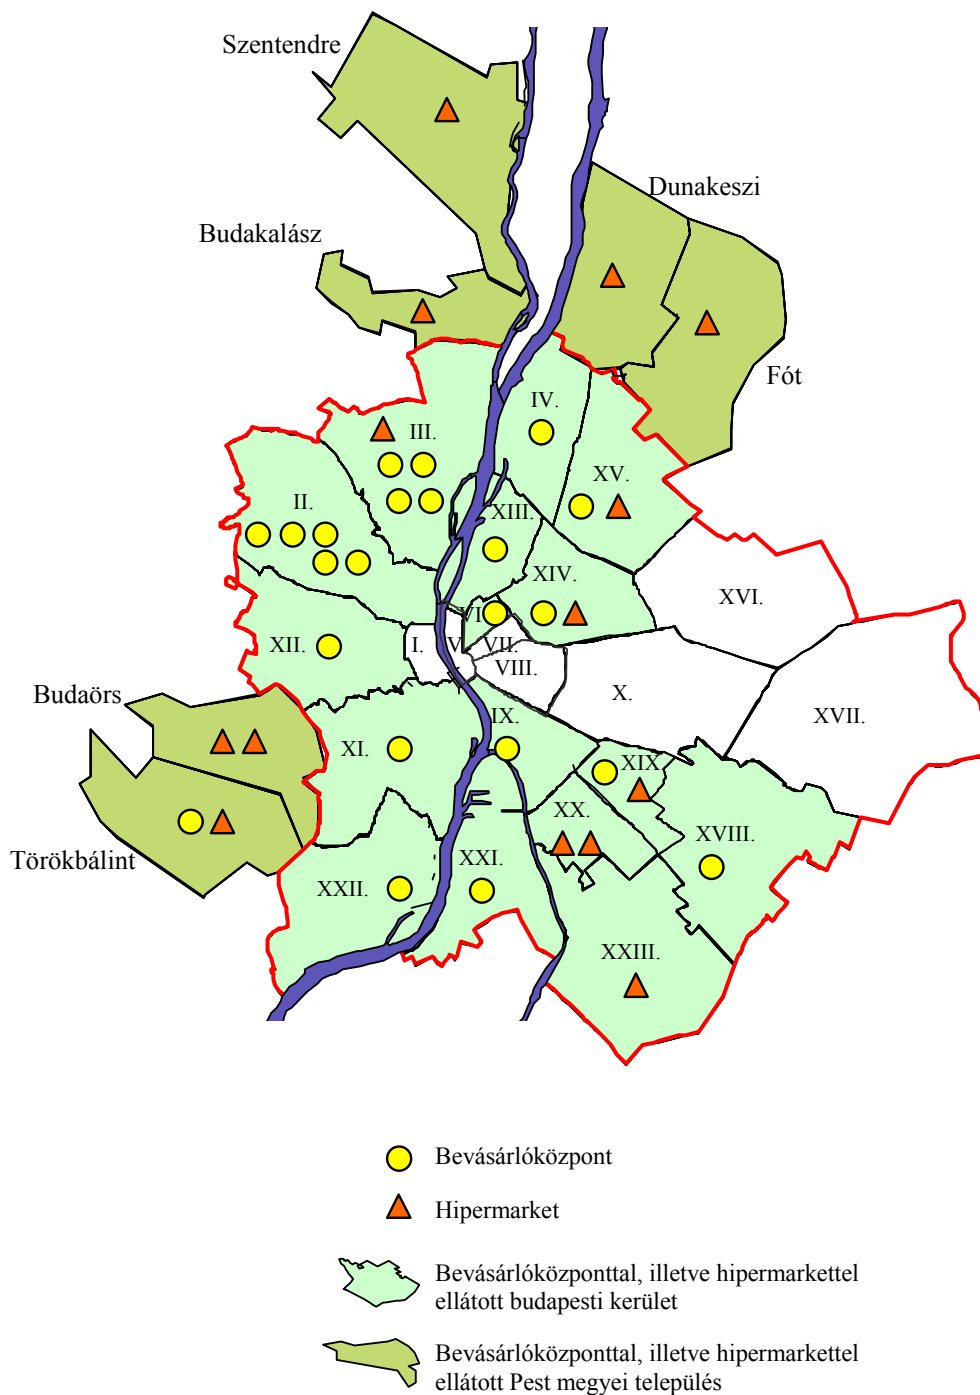 Szentendre
Dunakeszi
Budakalász
Fót
IV.
III.
XV.
II.
XIII.
XIV.
XVI.
VI
XII.
I.
V.
VII.
VIII.
X.
Budaörs
XVII.
IX.
XI.
XIX.
XX.
XVIII.
Törökbálint
XXII.
XXI.
XXIII.
Bevásárlóközpont
Hipermarket
Bevásárlóközponttal, illetve hipermarkettel
ellátott budapesti kerület
Bevásárlóközponttal, illetve hipermarkettel
ellátott Pest megyei település